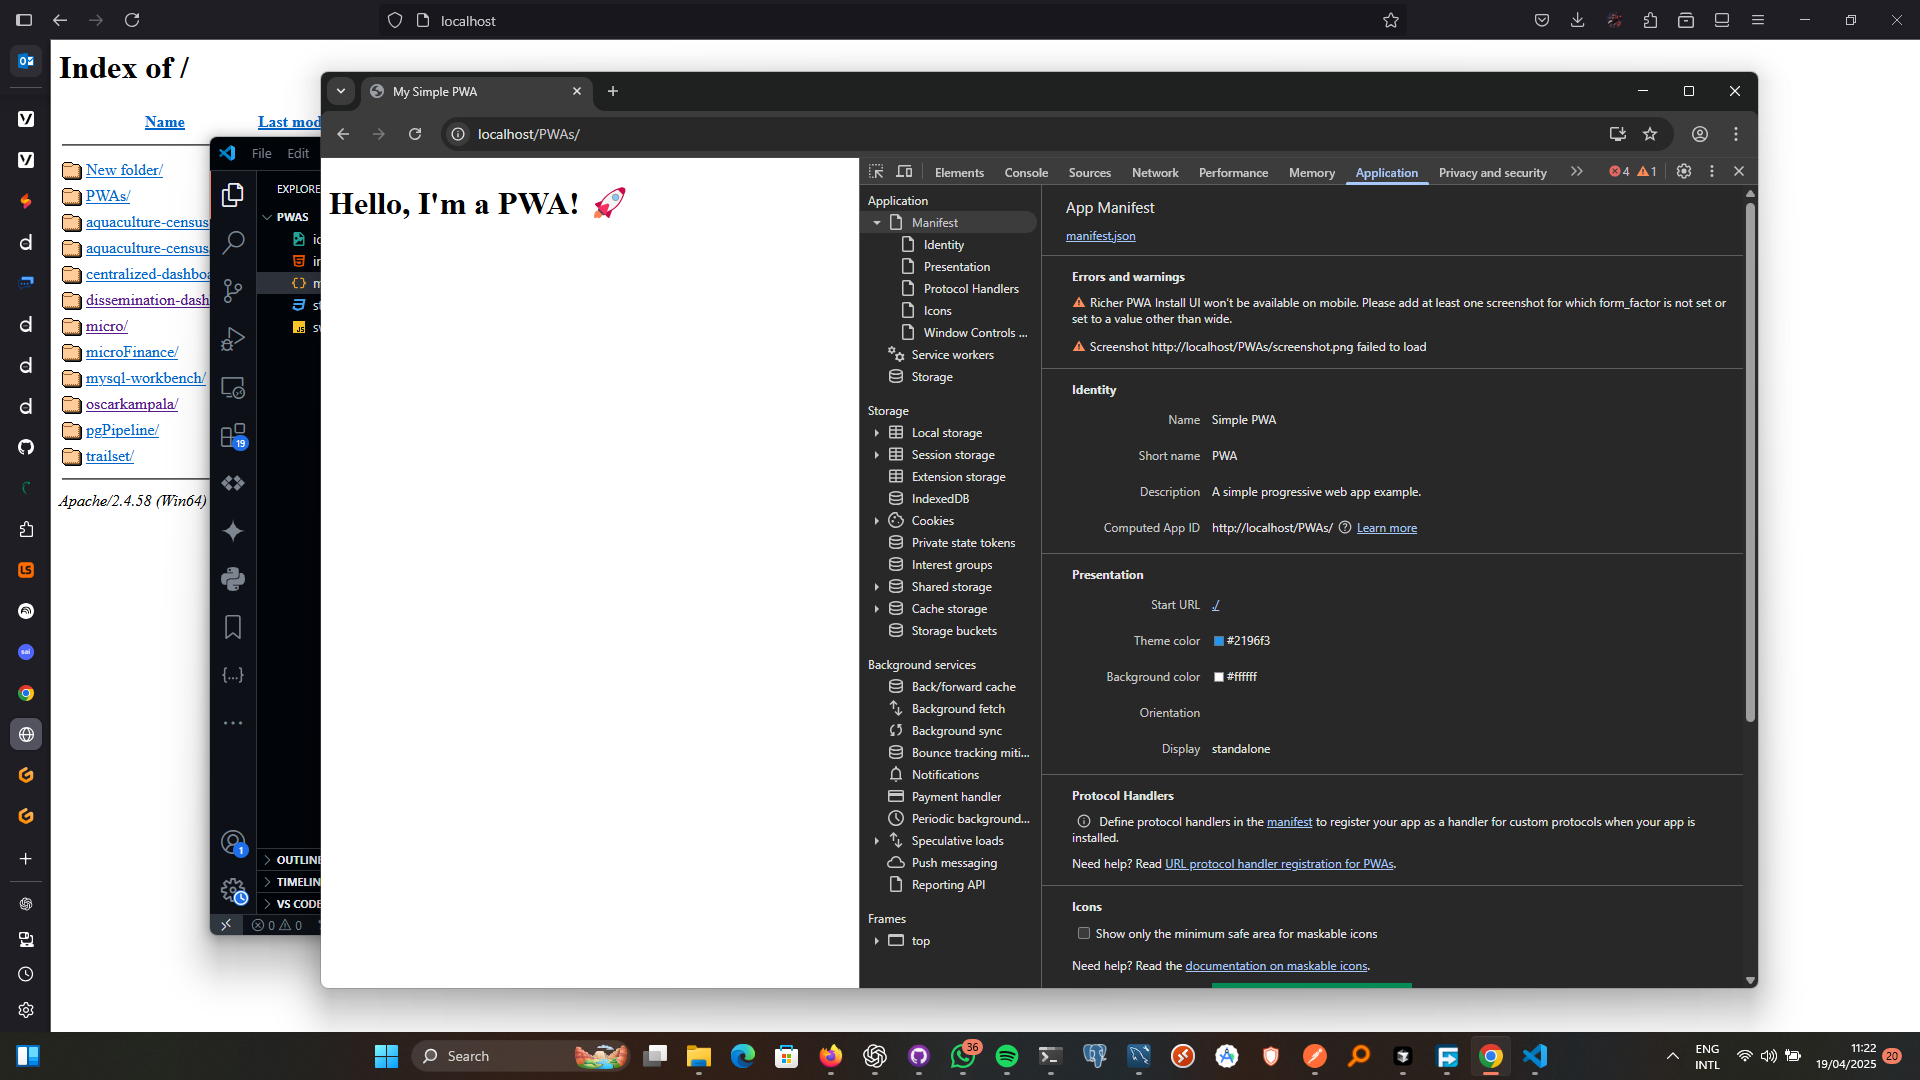 localhost
Index of /
Name
Last mod
New folder/
PWAs/
aquaculture-census
aquaculture-census
centralized-dashboa
dissemination-dash
micro/
microFinance/
mysql-workbench/
oscarkampala/
pgPipeline/
trailset/
Apache/2.4.58 (Win64)
File Edit
EXPLORE
PWAS
19
1
OUTLINE
TIMELIN
VS CODE
0 0
My Simple PWA
localhost/PWAs/
Hello, I'm a PWA! 🚀
Elements Console Sources Network Performance Memory Application Privacy and security 4 1
Application
Manifest
Identity
Presentation
Protocol Handlers
Icons
Window Controls ...
Service workers
Storage
Storage
Local storage
Session storage
Extension storage
IndexedDB
Cookies
Private state tokens
Interest groups
Shared storage
Cache storage
Storage buckets
Background services
Back/forward cache
Background fetch
Background sync
Bounce tracking miti...
Notifications
Payment handler
Periodic background...
Speculative loads
Push messaging
Reporting API
Frames
top
App Manifest
manifest.json
Errors and warnings
Richer PWA Install UI won't be available on mobile. Please add at least one screenshot for which form_factor is not set or
set to a value other than wide.
Screenshot http://localhost/PWAs/screenshot.png failed to load
Identity
Name Simple PWA
Short name PWA
Description A simple progressive web app example.
Computed App ID http://localhost/PWAs/ Learn more
Presentation
Start URL ./
Theme color #2196f3
Background color #ffffff
Orientation
Display standalone
Protocol Handlers
Define protocol handlers in the manifest to register your app as a handler for custom protocols when your app is
installed.
Need help? Read URL protocol handler registration for PWAs.
Icons
Show only the minimum safe area for maskable icons
Need help? Read the documentation on maskable icons.
Search
36
ENG
INTL
11:22
19/04/2025
20